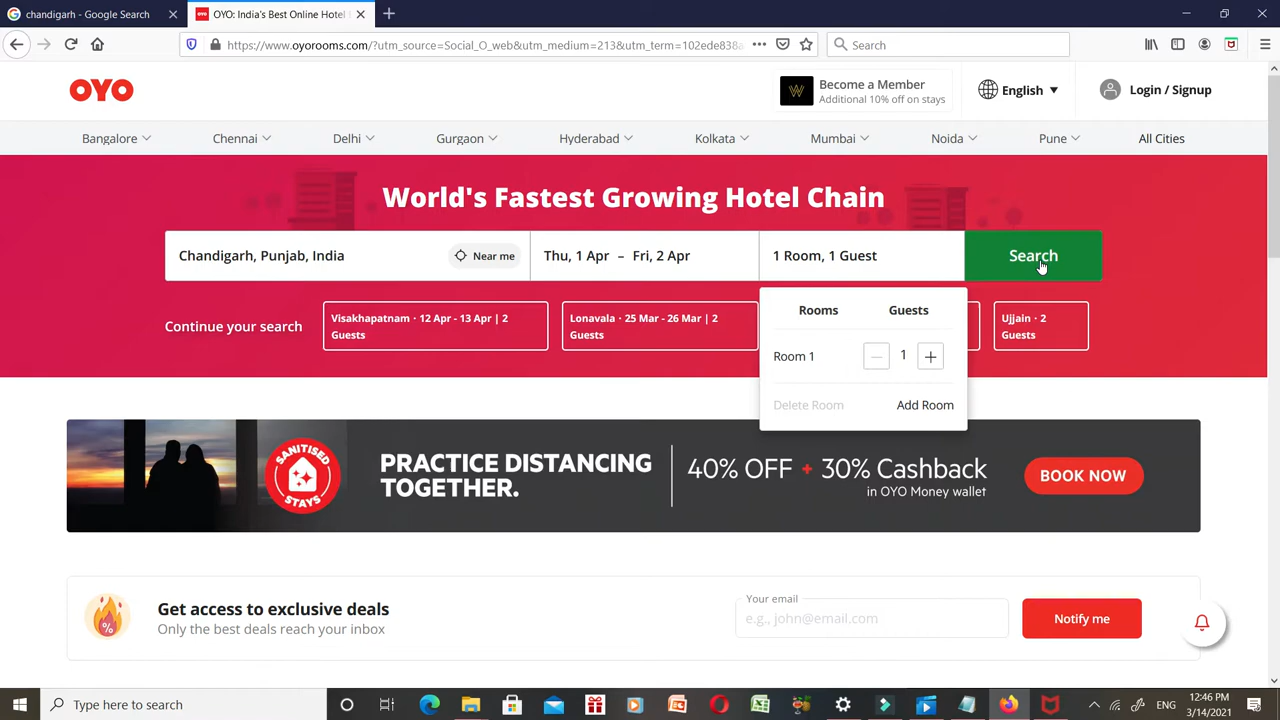 chandigarh - Google Search
OYO: India's Best Online Hotel
https://www.oyorooms.com/?utm_source=Social_O_web&utm_medium=213&utm_term=102ede838
Search
OYO
W
Become a Member
Additional 10% off on stays
English
Login / Signup
Bangalore
Chennai
Delhi
Gurgaon
Hyderabad
Kolkata
Mumbai
Noida
Pune
All Cities
World's Fastest Growing Hotel Chain
Chandigarh, Punjab, India
Near me
Thu, 1 Apr – Fri, 2 Apr
1 Room, 1 Guest
Search
Continue your search
Visakhapatnam · 12 Apr - 13 Apr | 2
Guests
Lonavala · 25 Mar - 26 Mar | 2
Guests
Ujjain · 2
Guests
Rooms
Guests
Room 1
1
Delete Room
Add Room
SANITISED
STAYS
PRACTICE DISTANCING
TOGETHER.
40% OFF + 30% Cashback
in OYO Money wallet
BOOK NOW
Get access to exclusive deals
Only the best deals reach your inbox
Your email
e.g., john@email.com
Notify me
Type here to search
12:46 PM
3/14/2021